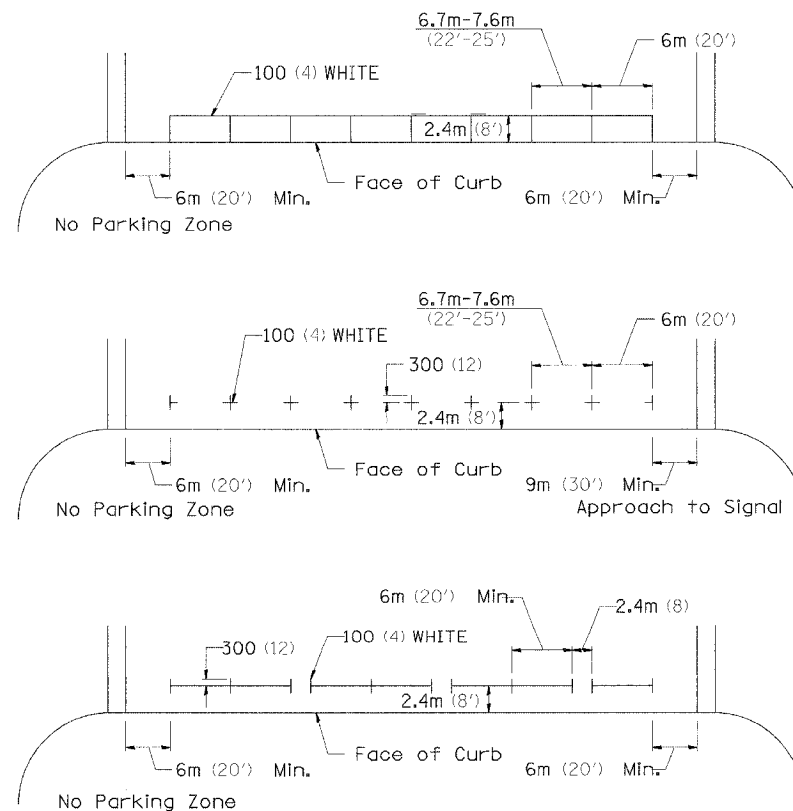 6.7m-7.6m
(22'-25')
6m (20')
100 (4) WHITE
2.4m (8')
Face of Curb
6m (20') Min.
6m (20') Min.
No Parking Zone
6.7m-7.6m
(22'-25')
6m (20')
100 (4) WHITE
300 (12)
2.4m (8')
Face of Curb
6m (20') Min.
9m (30') Min.
No Parking Zone
Approach to Signal
6m (20') Min.
2.4m (8)
300 (12)
100 (4) WHITE
2.4m (8')
Face of Curb
6m (20') Min.
6m (20') Min.
No Parking Zone